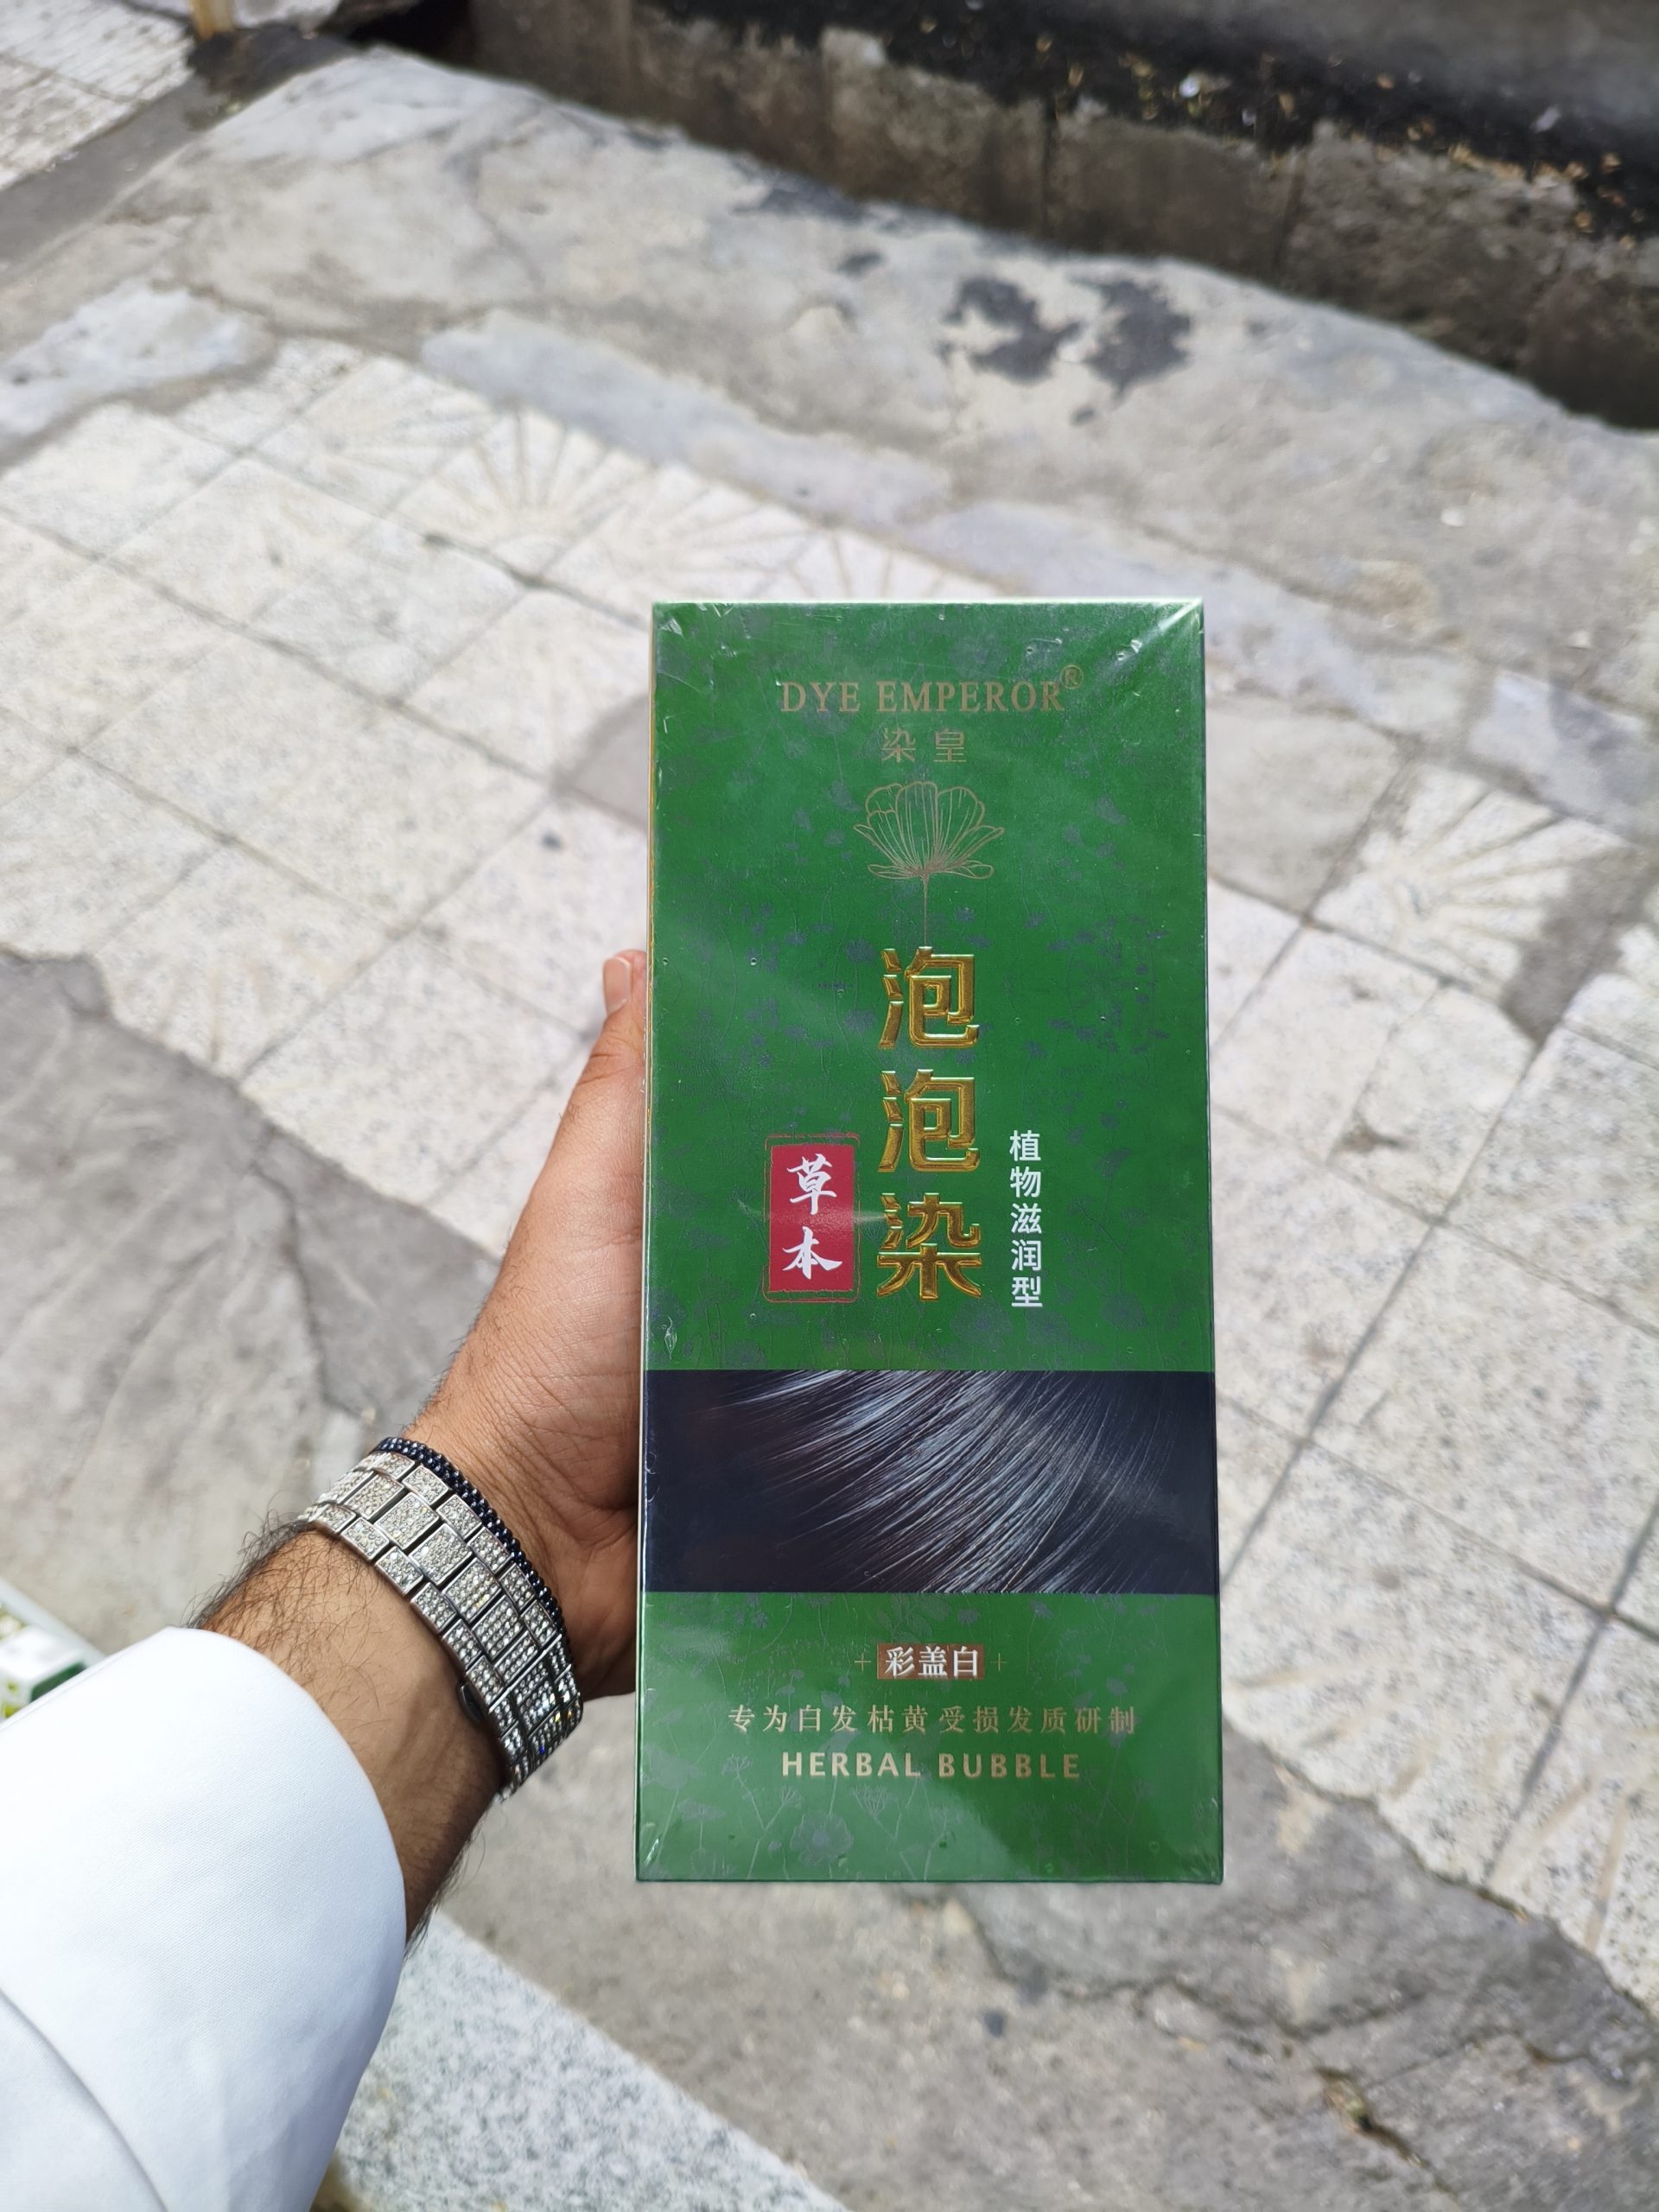 DYE EMPEROR®
染皇
泡泡染
草本
植物滋润型
彩盖白
专为白发枯黄受损发质研制
HERBAL BUBBLE